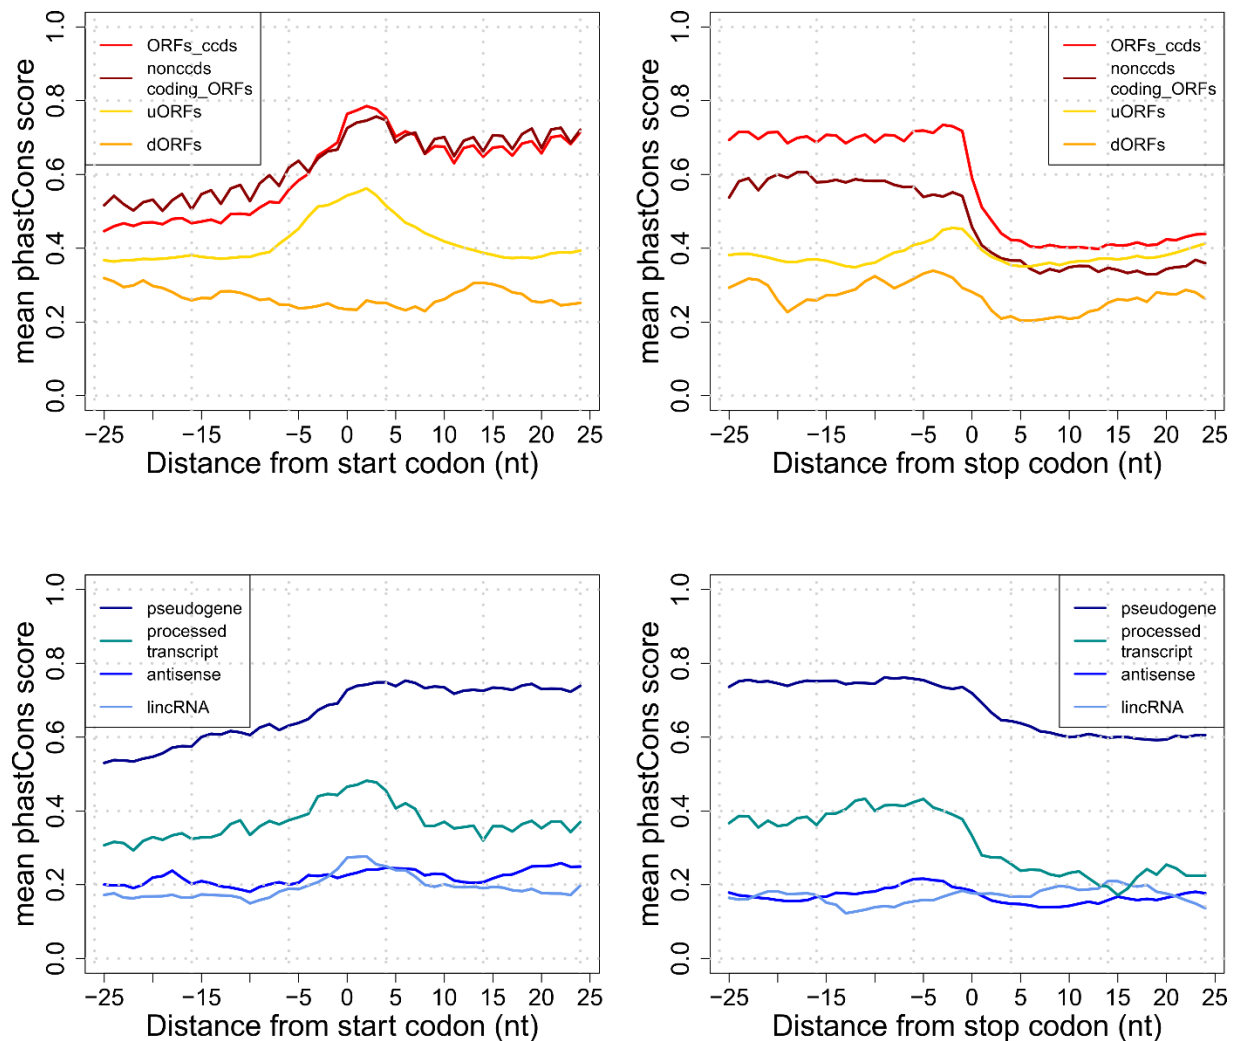 mean phastCons score
0.0 0.2 0.4 0.6 0.8 1.0
ORFs_ccds
nonccds
coding_ORFs
uORFs
dORFs
−25 −15 −5 0 5 10 15 20 25
Distance from start codon (nt)
mean phastCons score
0.0 0.2 0.4 0.6 0.8 1.0
ORFs_ccds
nonccds
coding_ORFs
uORFs
dORFs
−25 −15 −5 0 5 10 15 20 25
Distance from stop codon (nt)
mean phastCons score
0.0 0.2 0.4 0.6 0.8 1.0
pseudogene
processed
transcript
antisense
lincRNA
−25 −15 −5 0 5 10 15 20 25
Distance from start codon (nt)
mean phastCons score
0.0 0.2 0.4 0.6 0.8 1.0
pseudogene
processed
transcript
antisense
lincRNA
−25 −15 −5 0 5 10 15 20 25
Distance from stop codon (nt)